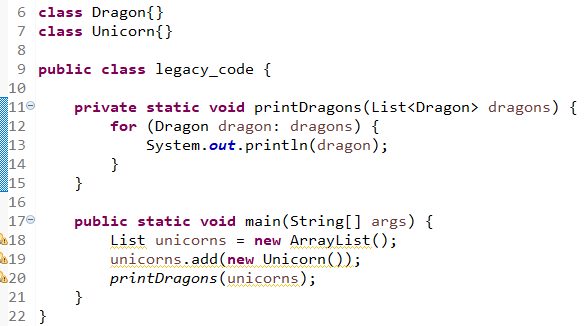 6 class Dragon{}
7 class Unicorn{}
8
9 public class legacy_code {
10
11     private static void printDragons(List<Dragon> dragons) {
12         for (Dragon dragon: dragons) {
13             System.out.println(dragon);
14         }
15     }
16
17     public static void main(String[] args) {
18         List unicorns = new ArrayList();
19         unicorns.add(new Unicorn());
20         printDragons(unicorns);
21     }
22 }